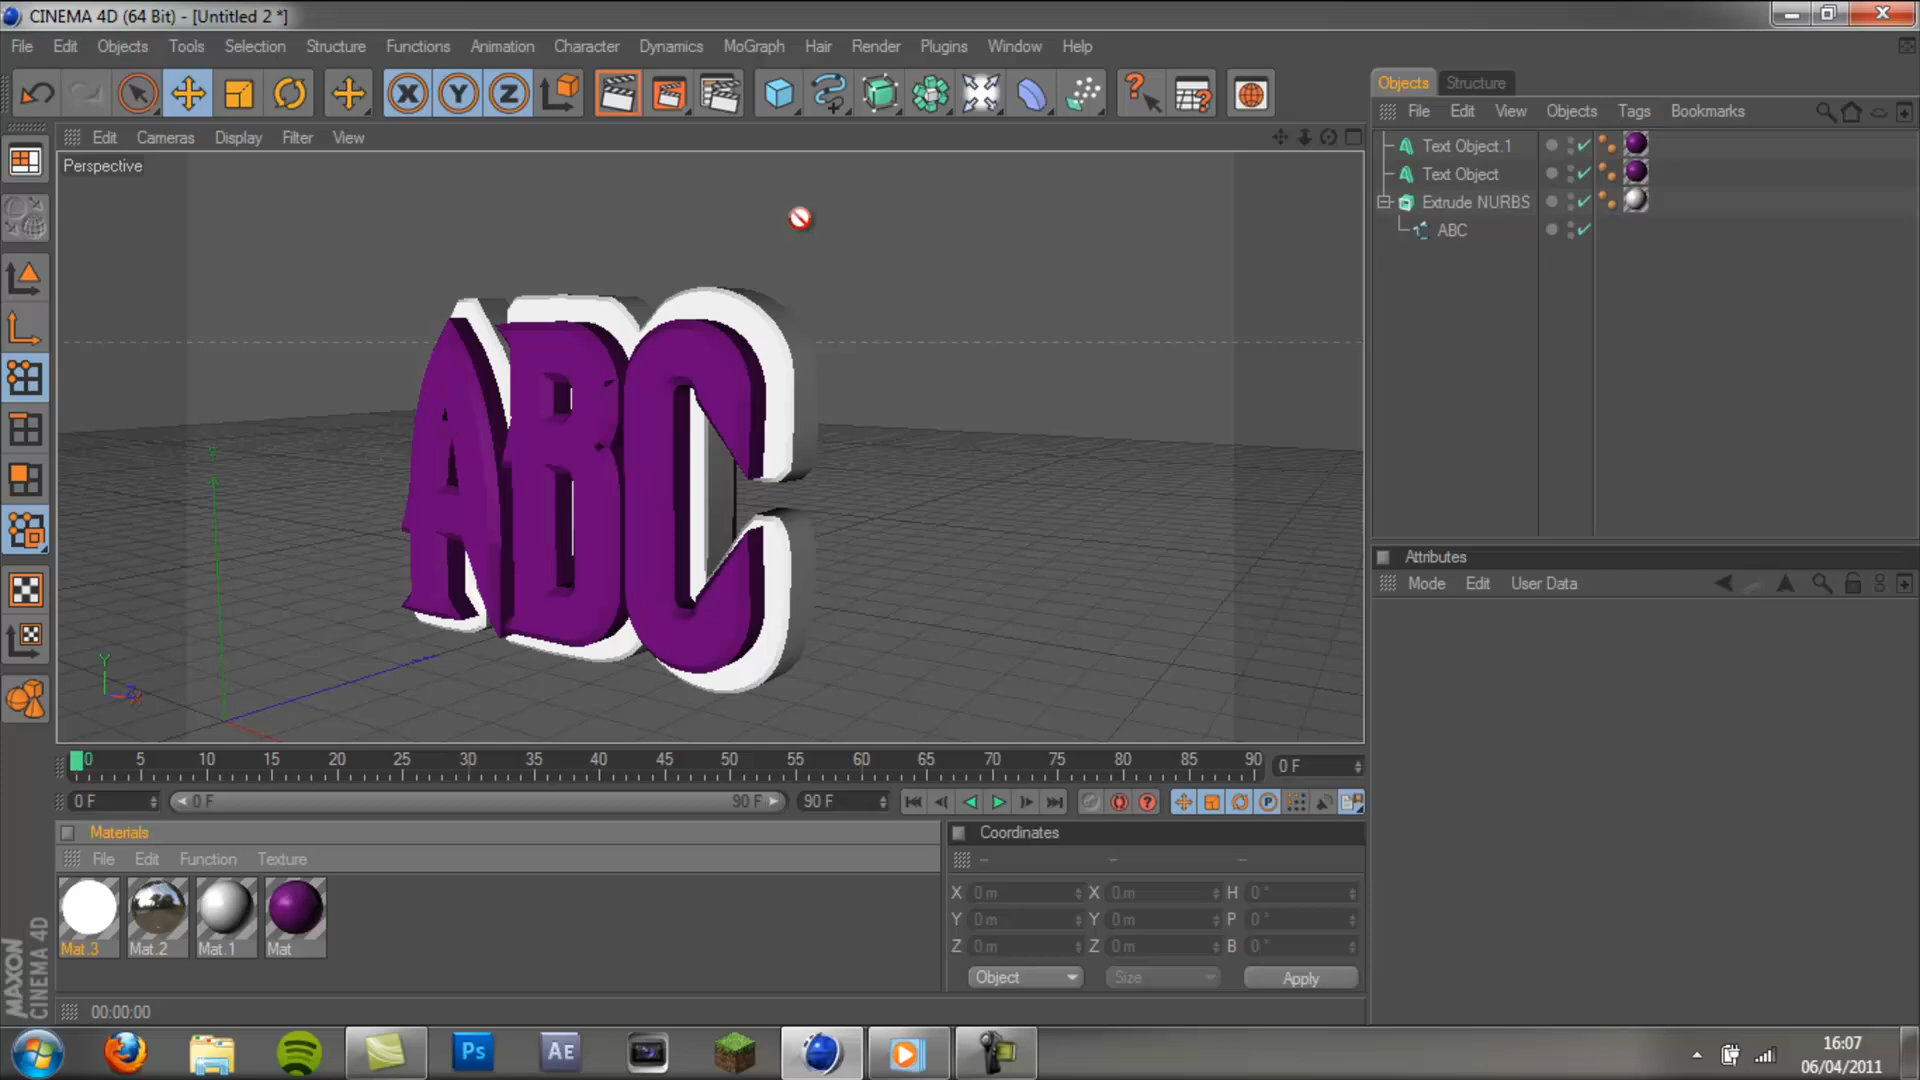 CINEMA 4D (64 Bit) - [Untitled 2 *]
File Edit Objects Tools Selection Structure Functions Animation Character Dynamics MoGraph Hair Render Plugins Window Help
X Y Z
Objects Structure
File Edit View Objects Tags Bookmarks
Edit Cameras Display Filter View
Perspective
Text Object.1
Text Object
Extrude NURBS
ABC
ABC
Y
Y
Z X
Attributes
Mode Edit User Data
0 5 10 15 20 25 30 35 40 45 50 55 60 65 70 75 80 85 90 0 F
0 F 0 F 90 F 90 F
Materials
File Edit Function Texture
Mat.3 Mat.2 Mat.1 Mat
Coordinates
-- -- --
X 0 m X 0 m H 0 °
Y 0 m Y 0 m P 0 °
Z 0 m Z 0 m B 0 °
Object Size Apply
MAXON
CINEMA 4D
00:00:00
Ps AE
16:07
06/04/2011